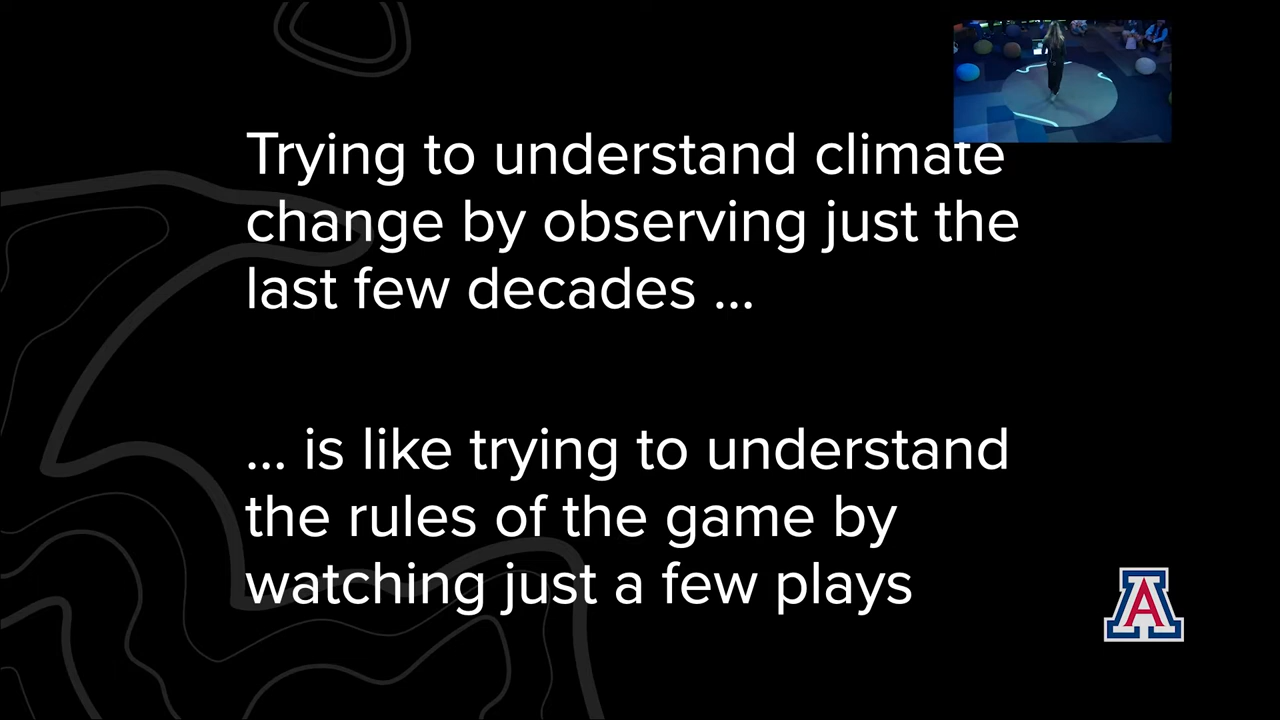 Trying to understand climate
change by observing just the
last few decades ...
... is like trying to understand
the rules of the game by
watching just a few plays
A